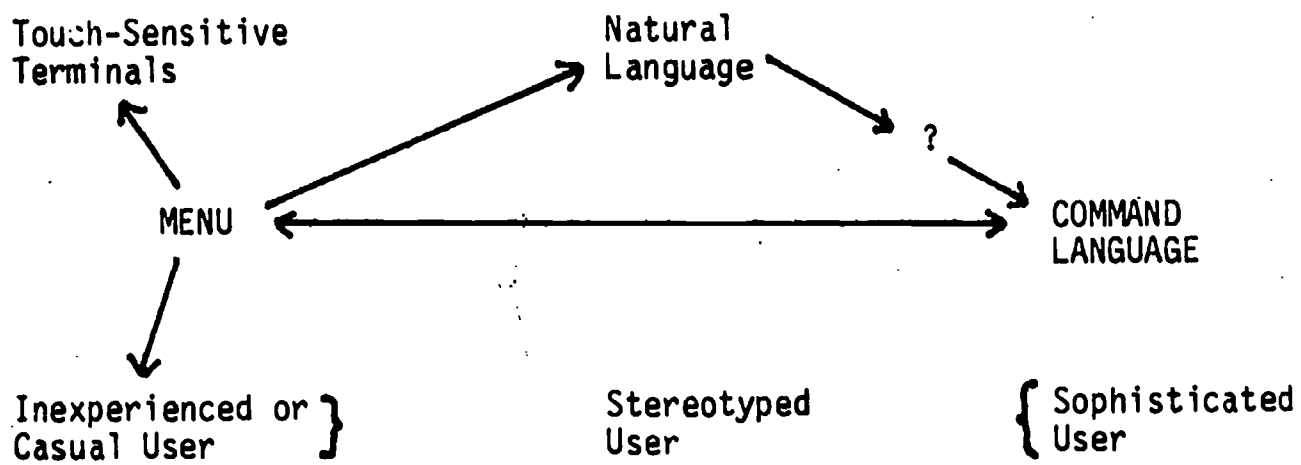 Touch-Sensitive
Terminals
Natural
Language
?
MENU
COMMAND
LANGUAGE
Inexperienced or }
Casual User
Stereotyped
User
{ Sophisticated
User